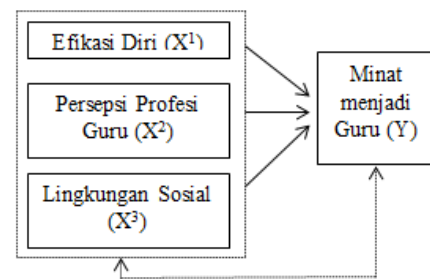 Efikasi Diri (X¹)
Persepsi Profesi
Guru (X²)
Lingkungan Sosial
(X³)
Minat
menjadi
Guru (Y)